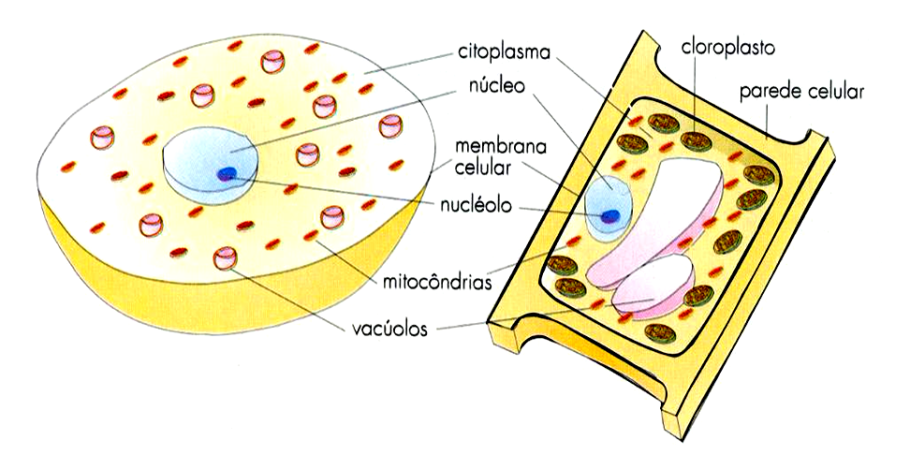 citoplasma
núcleo
membrana
celular
nucléolo
mitocôndrias
vacúolos
cloroplasto
parede celular